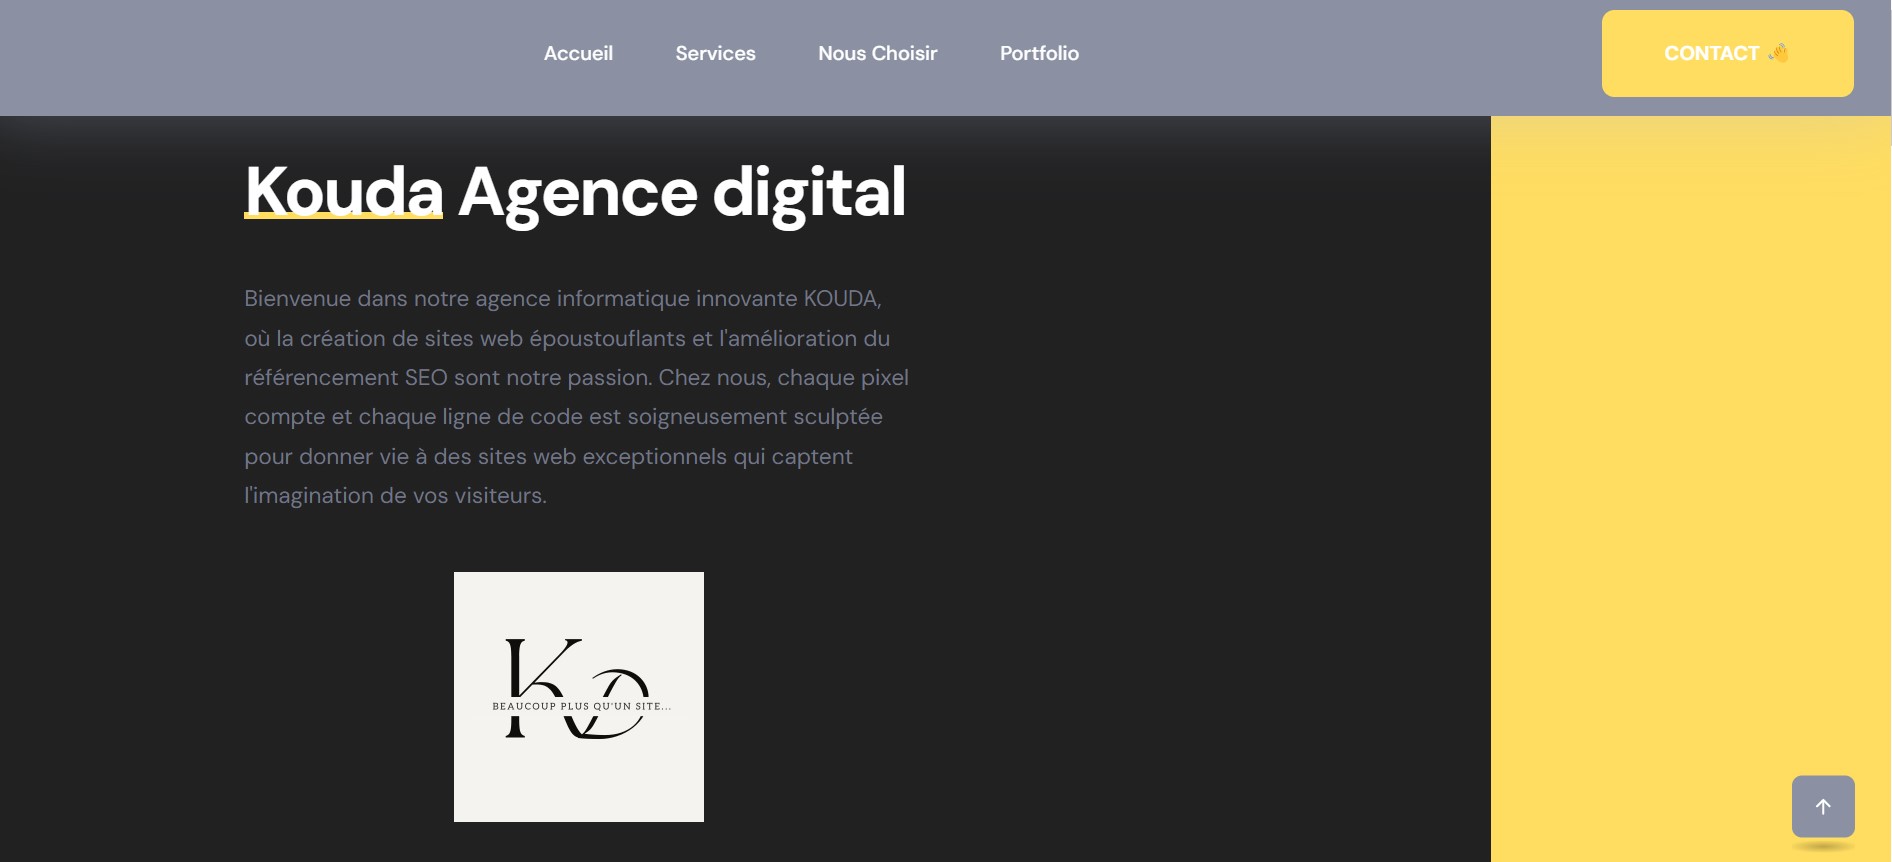 Accueil Services Nous Choisir Portfolio CONTACT 👋
Kouda Agence digital
Bienvenue dans notre agence informatique innovante KOUDA,
où la création de sites web époustouflants et l'amélioration du
référencement SEO sont notre passion. Chez nous, chaque pixel
compte et chaque ligne de code est soigneusement sculptée
pour donner vie à des sites web exceptionnels qui captent
l'imagination de vos visiteurs.
Ko
BEAUCOUP PLUS QU'UN SITE...